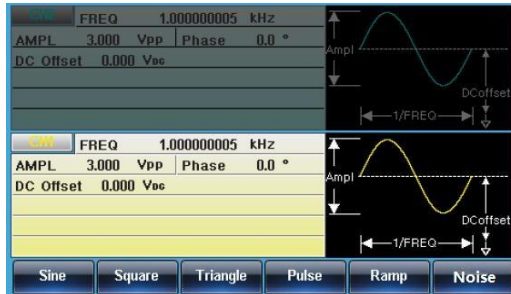 FREQ 1.000000005 kHz
AMPL 3.000 Vpp Phase 0.0 °
DC Offset 0.000 VDC
Ampl
DCoffset
1/FREQ
FREQ 1.000000005 kHz
AMPL 3.000 Vpp Phase 0.0 °
DC Offset 0.000 VDC
Ampl
DCoffset
1/FREQ
Sine Square Triangle Pulse Ramp Noise